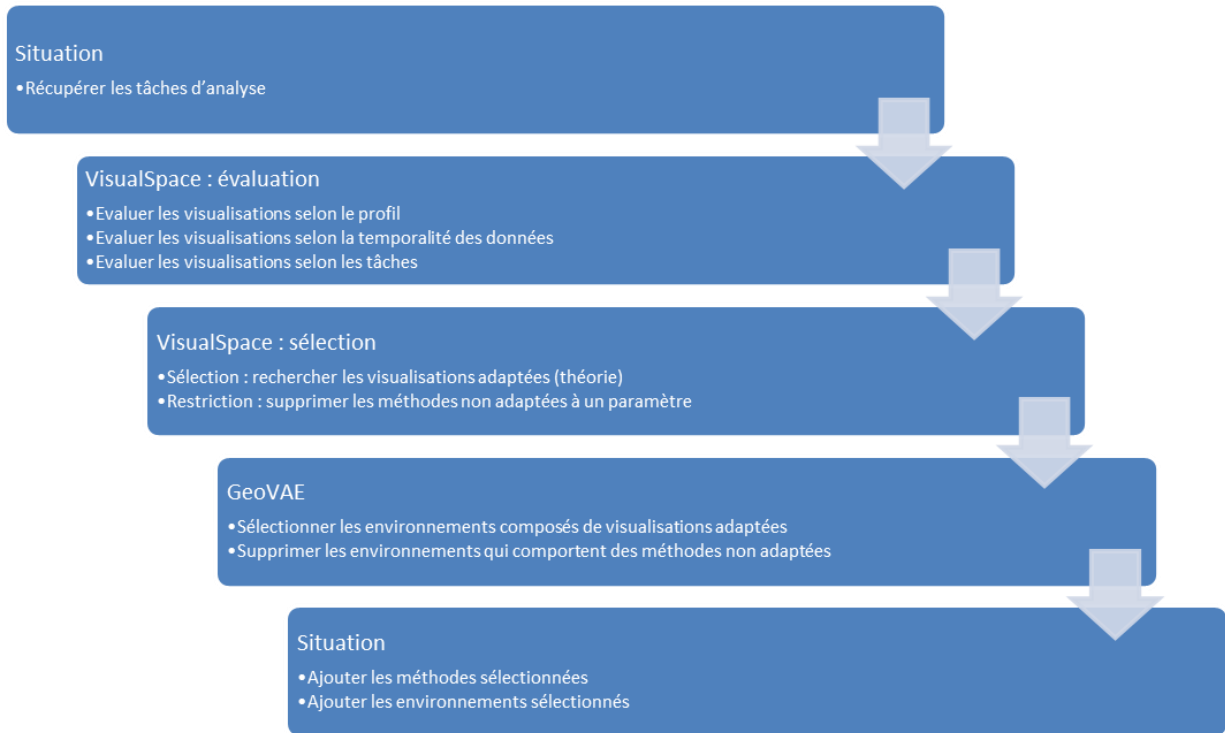 Situation
•Récupérer les tâches d’analyse
VisualSpace : évaluation
•Evaluer les visualisations selon le profil
•Evaluer les visualisations selon la temporalité des données
•Evaluer les visualisations selon les tâches
VisualSpace : sélection
•Sélection : rechercher les visualisations adaptées (théorie)
•Restriction : supprimer les méthodes non adaptées à un paramètre
GeoVAE
•Sélectionner les environnements composés de visualisations adaptées
•Supprimer les environnements qui comportent des méthodes non adaptées
Situation
•Ajouter les méthodes sélectionnées
•Ajouter les environnements sélectionnés